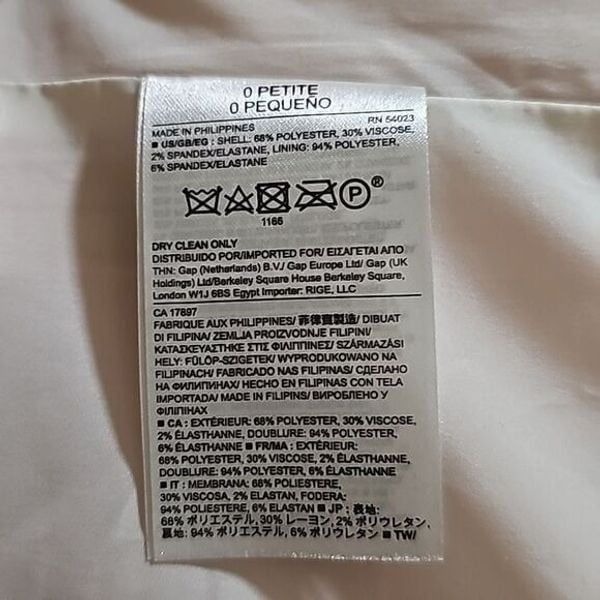 0 PETITE
0 PEQUEÑO
RN 54023
MADE IN PHILIPPINES
■ US/GB/EG : SHELL: 68% POLYESTER, 30% VISCOSE,
2% SPANDEX/ELASTANE, LINING: 94% POLYESTER,
6% SPANDEX/ELASTANE
P ®
1166
DRY CLEAN ONLY
DISTRIBUIDO POR/IMPORTED FOR/ ΕΙΣΑΓΕΤΑΙ ΑΠΟ
ΤΗΝ: Gap (Netherlands) B.V./ Gap Europe Ltd/ Gap (UK
Holdings) Ltd/Berkeley Square House Berkeley Square,
London W1J 6BS Egypt Importer: RIGE, LLC
CA 17897
FABRIQUE AUX PHILIPPINES/ 菲律賓製造/ DIBUAT
DI FILIPINA/ ZEMLJA PROIZVODNJE FILIPINI/
ΚΑΤΑΣΚΕΥΑΣΤΗΚΕ ΣΤΙΣ ΦΙΛΙΠΠΙΝΕΣ/ SZÁRMAZÁSI
HELY: FÜLÖP-SZIGETEK/ WYPRODUKOWANO NA
FILIPINACH/ FABRICADO NAS FILIPINAS/ СДЕЛАНО
НА ФИЛИПИНАХ/ HECHO EN FILIPINAS CON TELA
IMPORTADA/ MADE IN FILIPINS/ ВИРОБЛЕНО У
ФІЛІПІНАХ
■ CA : EXTÉRIEUR: 68% POLYESTER, 30% VISCOSE,
2% ÉLASTHANNE, DOUBLURE: 94% POLYESTER,
6% ÉLASTHANNE ■ FR/MA : EXTÉRIEUR:
68% POLYESTER, 30% VISCOSE, 2% ÉLASTHANNE,
DOUBLURE: 94% POLYESTER, 6% ÉLASTHANNE
■ IT : MEMBRANA: 68% POLIESTERE,
30% VISCOSA, 2% ELASTAN, FODERA:
94% POLIESTERE, 6% ELASTAN ■ JP : 表地:
68% ポリエステル, 30% レーヨン, 2% ポリウレタン,
裏地: 94% ポリエステル, 6% ポリウレタン ■ TW/